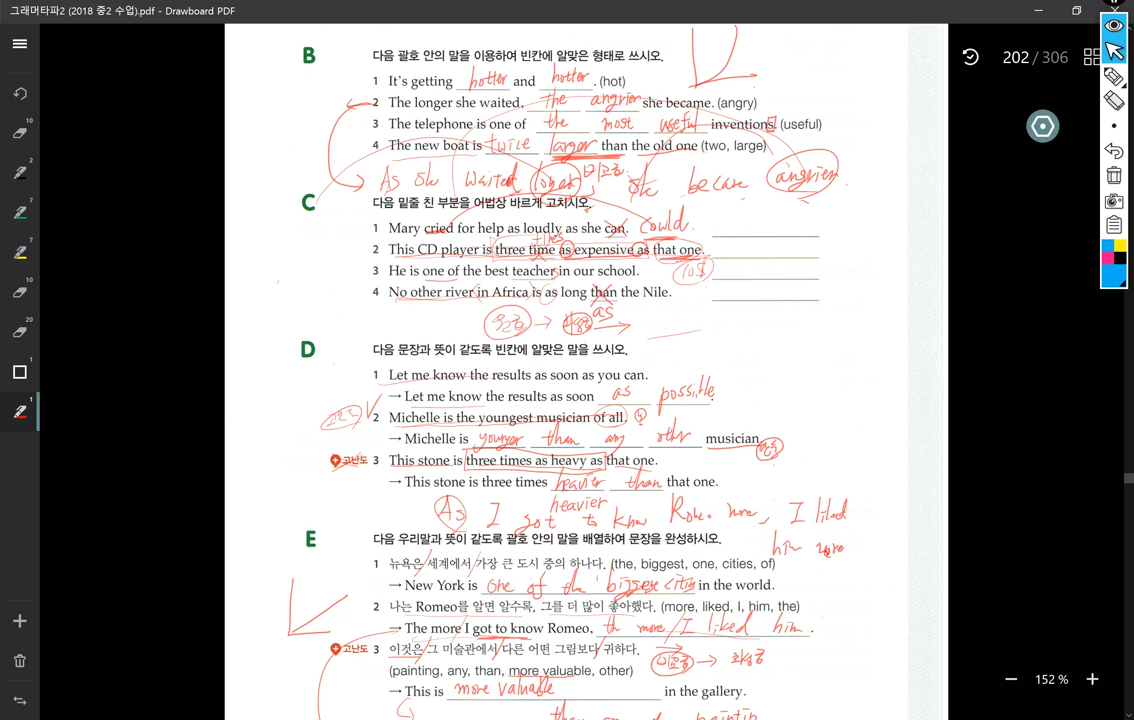 그래머타파2 (2018 중2 수업).pdf - Drawboard PDF
202 / 306
B 다음 괄호 안의 말을 이용하여 빈칸에 알맞은 형태로 쓰시오.
1 It's getting hotter and hotter. (hot)
2 The longer she waited, the angrier she became. (angry)
3 The telephone is one of the most useful inventions. (useful)
4 The new boat is twice larger than the old one (two, large)
As she waited longer 비교급 she became angrier
C 다음 밑줄 친 부분을 어법상 바르게 고치시오.
1 Mary cried for help as loudly as she can. could.
times
2 This CD player is three time as expensive as that one.
10$
3 He is one of the best teacher in our school.
4 No other river in Africa is as long than the Nile.
as
D 다음 문장과 뜻이 같도록 빈칸에 알맞은 말을 쓰시오.
1 Let me know the results as soon as you can.
→ Let me know the results as soon as possible.
2 Michelle is the youngest musician of all.
→ Michelle is younger than any other musician
고난도 3 This stone is three times as heavy as that one.
→ This stone is three times heavier than that one.
heavier
As I got to know Romeo more, I liked
him more
E 다음 우리말과 뜻이 같도록 괄호 안의 말을 배열하여 문장을 완성하시오.
1 뉴욕은 세계에서 가장 큰 도시 중의 하나다. (the, biggest, one, cities, of)
→ New York is one of the biggest cities in the world.
2 나는 Romeo를 알면 알수록, 그를 더 많이 좋아했다. (more, liked, I, him, the)
→ The more I got to know Romeo, the more I liked him.
고난도 3 이것은 그 미술관에서 다른 어떤 그림보다 귀하다.
(painting, any, than, more valuable, other)
→ This is more valuable in the gallery.
152 %
10
2
7
7
10
20
1
1